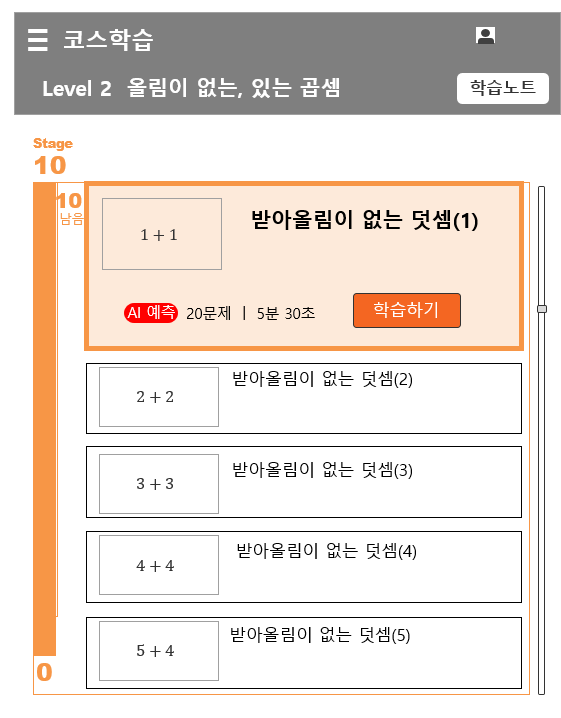 코스학습
Level 2 올림이 없는, 있는 곱셈
학습노트
Stage
10
10
남음
1 + 1
받아올림이 없는 덧셈(1)
AI 예측 20문제 | 5분 30초
학습하기
2 + 2
받아올림이 없는 덧셈(2)
3 + 3
받아올림이 없는 덧셈(3)
4 + 4
받아올림이 없는 덧셈(4)
5 + 4
받아올림이 없는 덧셈(5)
0